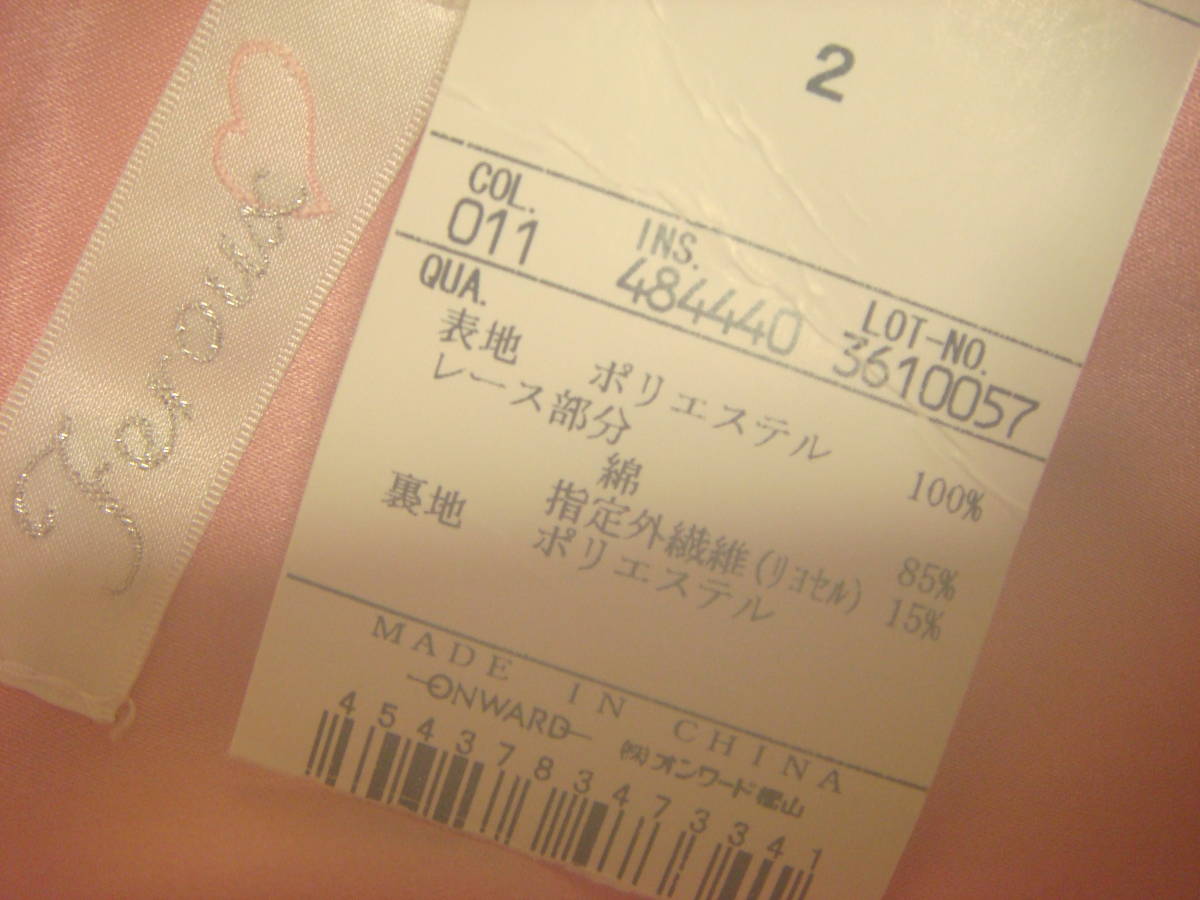 Feroux
2
COL. INS. LOT-NO.
011 484440 3610057
QUA.
表地 ポリエステル 100%
レース部分
綿 85%
指定外繊維(リヨセル) 15%
裏地 ポリエステル
MADE IN CHINA
ONWARD (株)オンワード樫山
4543783473341